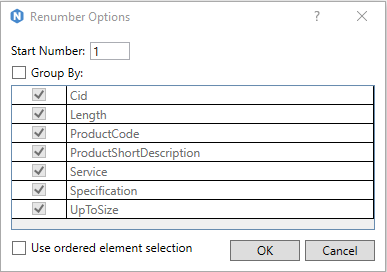 N Renumber Options ?
Start Number: 1
Group By:
Cid
Length
ProductCode
ProductShortDescription
Service
Specification
UpToSize
Use ordered element selection OK Cancel